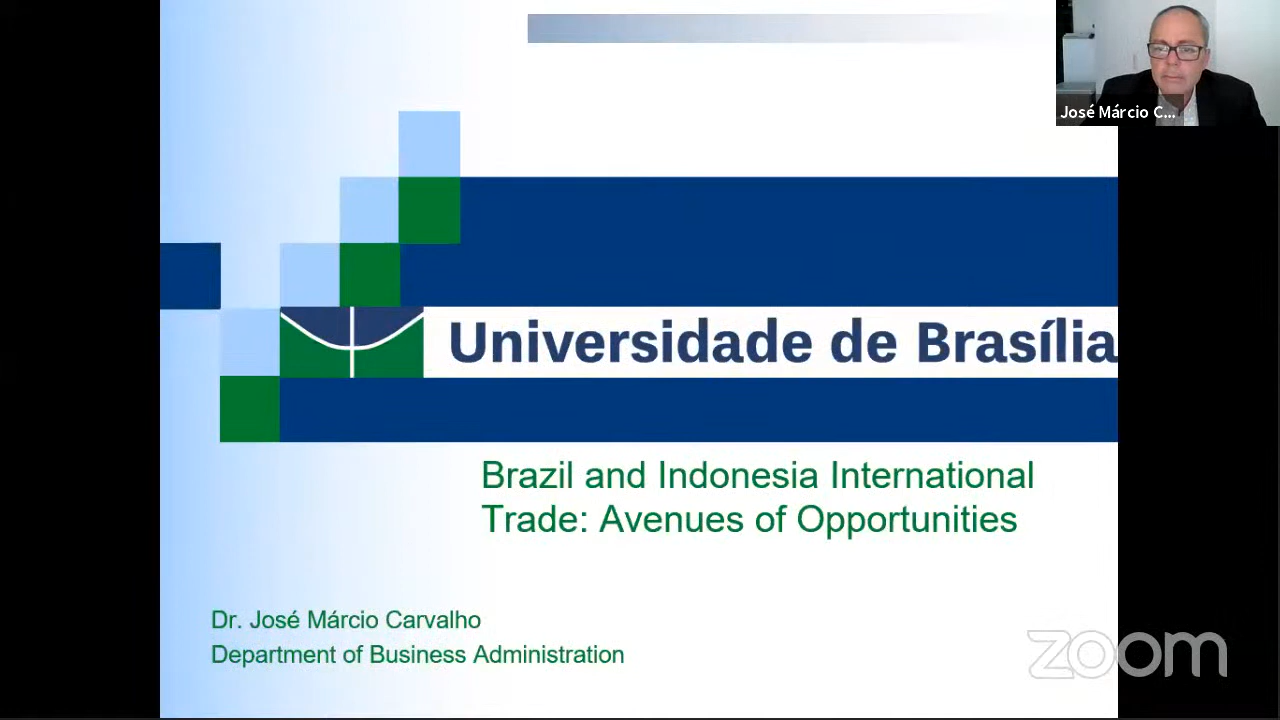 José Márcio C...
Universidade de Brasília
Brazil and Indonesia International
Trade: Avenues of Opportunities
Dr. José Márcio Carvalho
Department of Business Administration
zoom